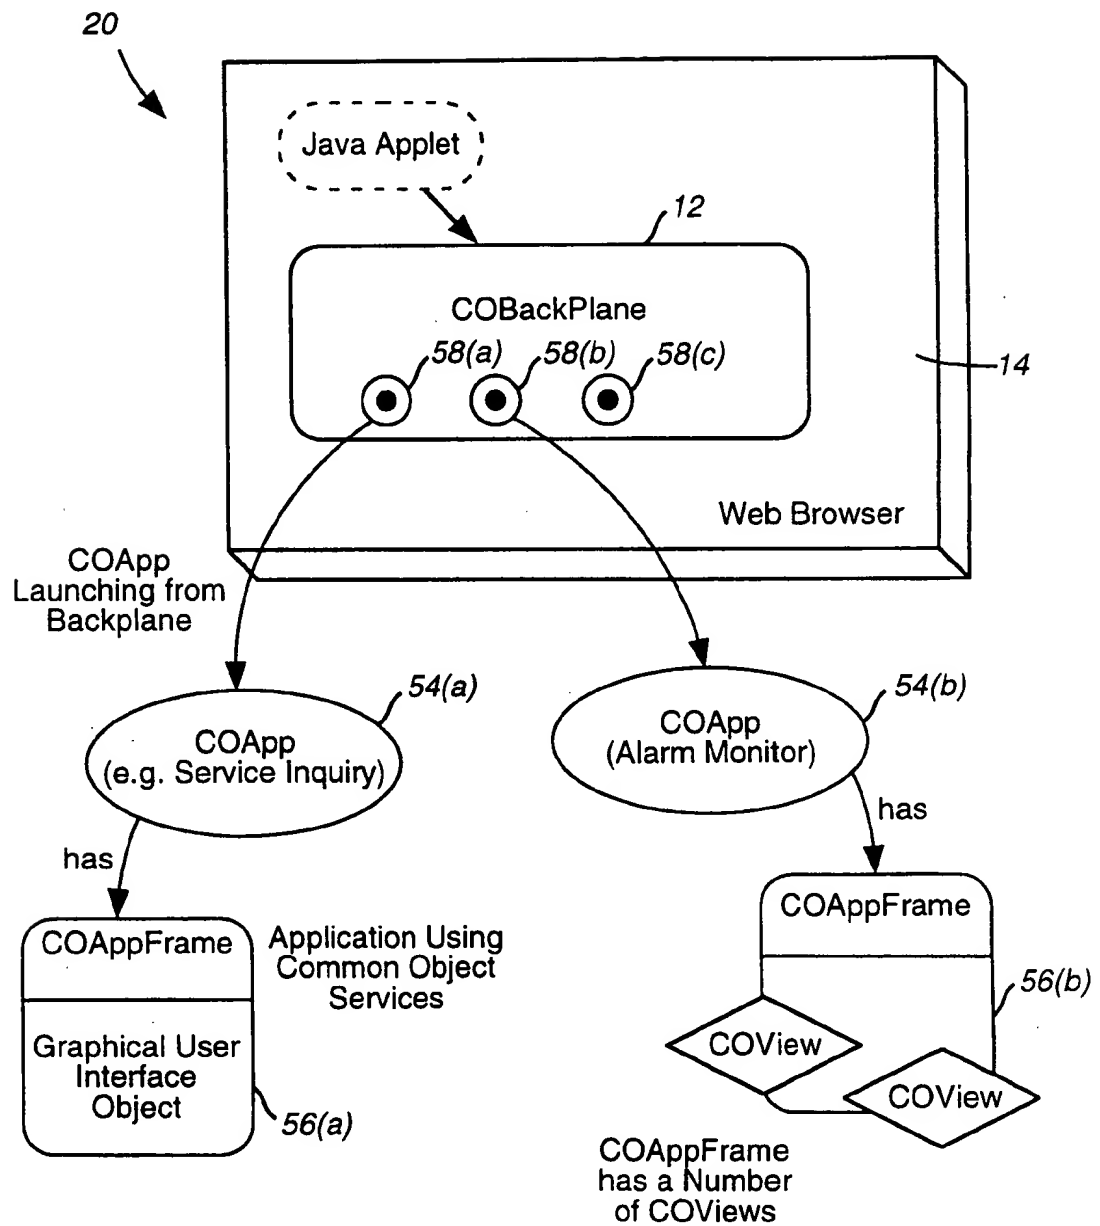 20
Java Applet
12
COBackPlane
58(a)
58(b)
58(c)
14
Web Browser
COApp
Launching from
Backplane
54(a)
COApp
(e.g. Service Inquiry)
54(b)
COApp
(Alarm Monitor)
has
has
COAppFrame
Graphical User
Interface
Object
56(a)
Application Using
Common Object
Services
COAppFrame
56(b)
COView
COView
COAppFrame
has a Number
of COViews